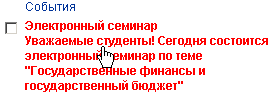 События
Электронный семинар
Уважаемые студенты! Сегодня состоится
электронный семинар по теме
"Государственные финансы и
государственный бюджет"